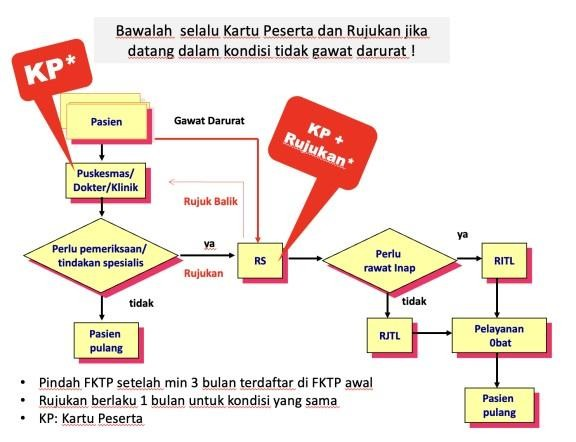 Bawalah selalu Kartu Peserta dan Rujukan jika
datang dalam kondisi tidak gawat darurat !
KP*
Pasien
Gawat Darurat
KP +
Rujukan*
Puskesmas/
Dokter/Klinik
Rujuk Balik
Perlu pemeriksaan/
tindakan spesialis
ya
Rujukan
RS
Perlu
rawat Inap
ya
RITL
tidak
tidak
Pasien
pulang
RJTL
Pelayanan
0bat
Pasien
pulang
• Pindah FKTP setelah min 3 bulan terdaftar di FKTP awal
• Rujukan berlaku 1 bulan untuk kondisi yang sama
• KP: Kartu Peserta